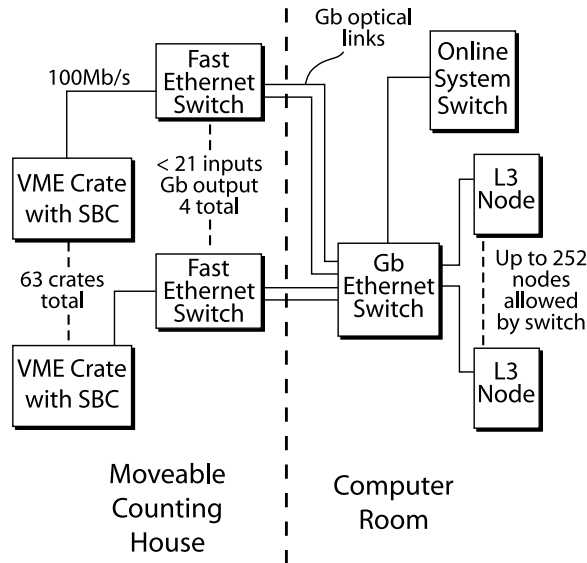 Gb optical
links
Fast
Ethernet
Switch
Online
System
Switch
100Mb/s
< 21 inputs
Gb output
4 total
VME Crate
with SBC
L3
Node
63 crates
total
Fast
Ethernet
Switch
Gb
Ethernet
Switch
Up to 252
nodes
allowed
by switch
VME Crate
with SBC
L3
Node
Moveable
Counting
House
Computer
Room